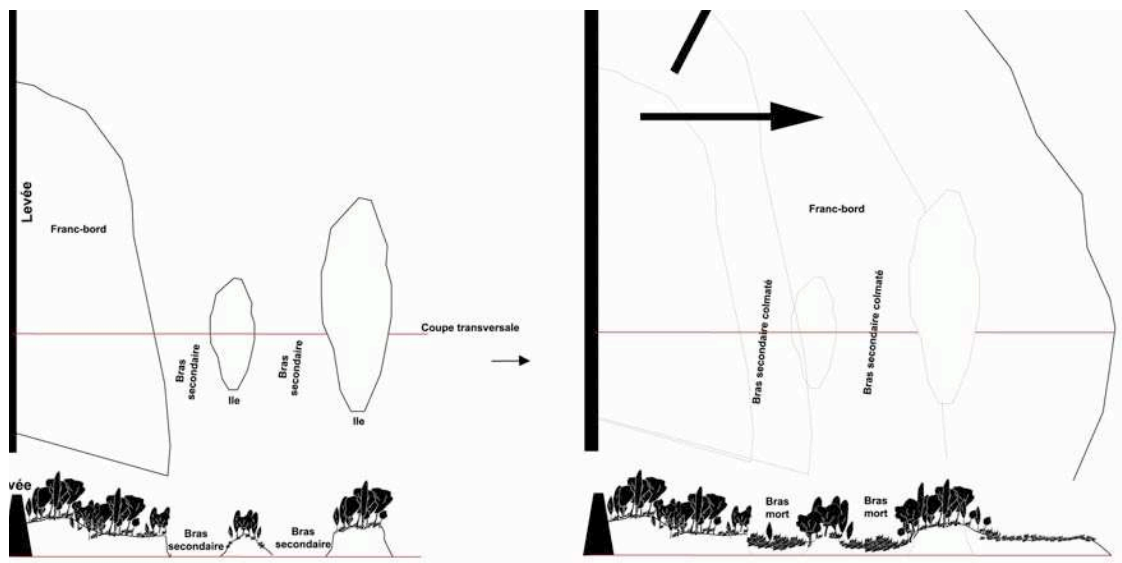 Levée
Franc-bord
Coupe transversale
Bras
secondaire
Bras
secondaire
Ile
Ile
vée
Bras
secondaire
Bras
secondaire
Franc-bord
Bras secondaire colmaté
Bras secondaire colmaté
Bras
mort
Bras
mort